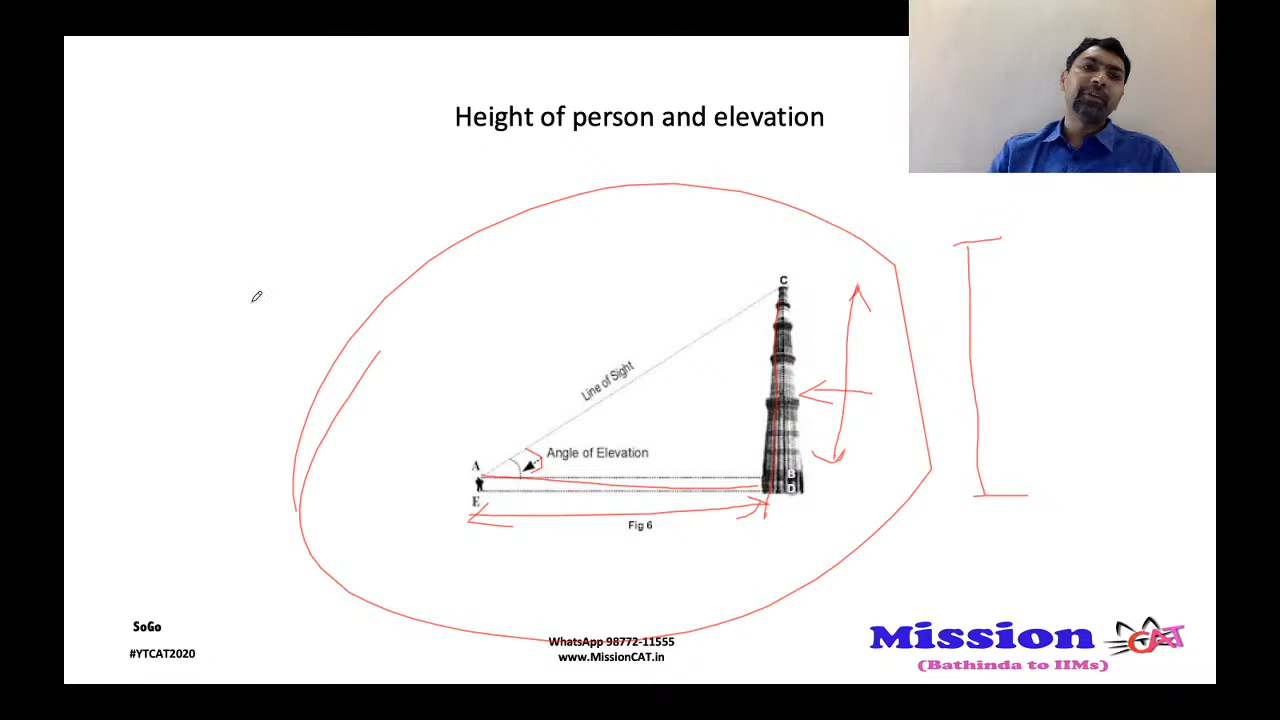 Height of person and elevation
C
Line of Sight
Angle of Elevation
A
B
D
E
Fig 6
SoGo
#YTCAT2020
WhatsApp 98772-11555
www.MissionCAT.in
Mission CAT
(Bathinda to IIMs)